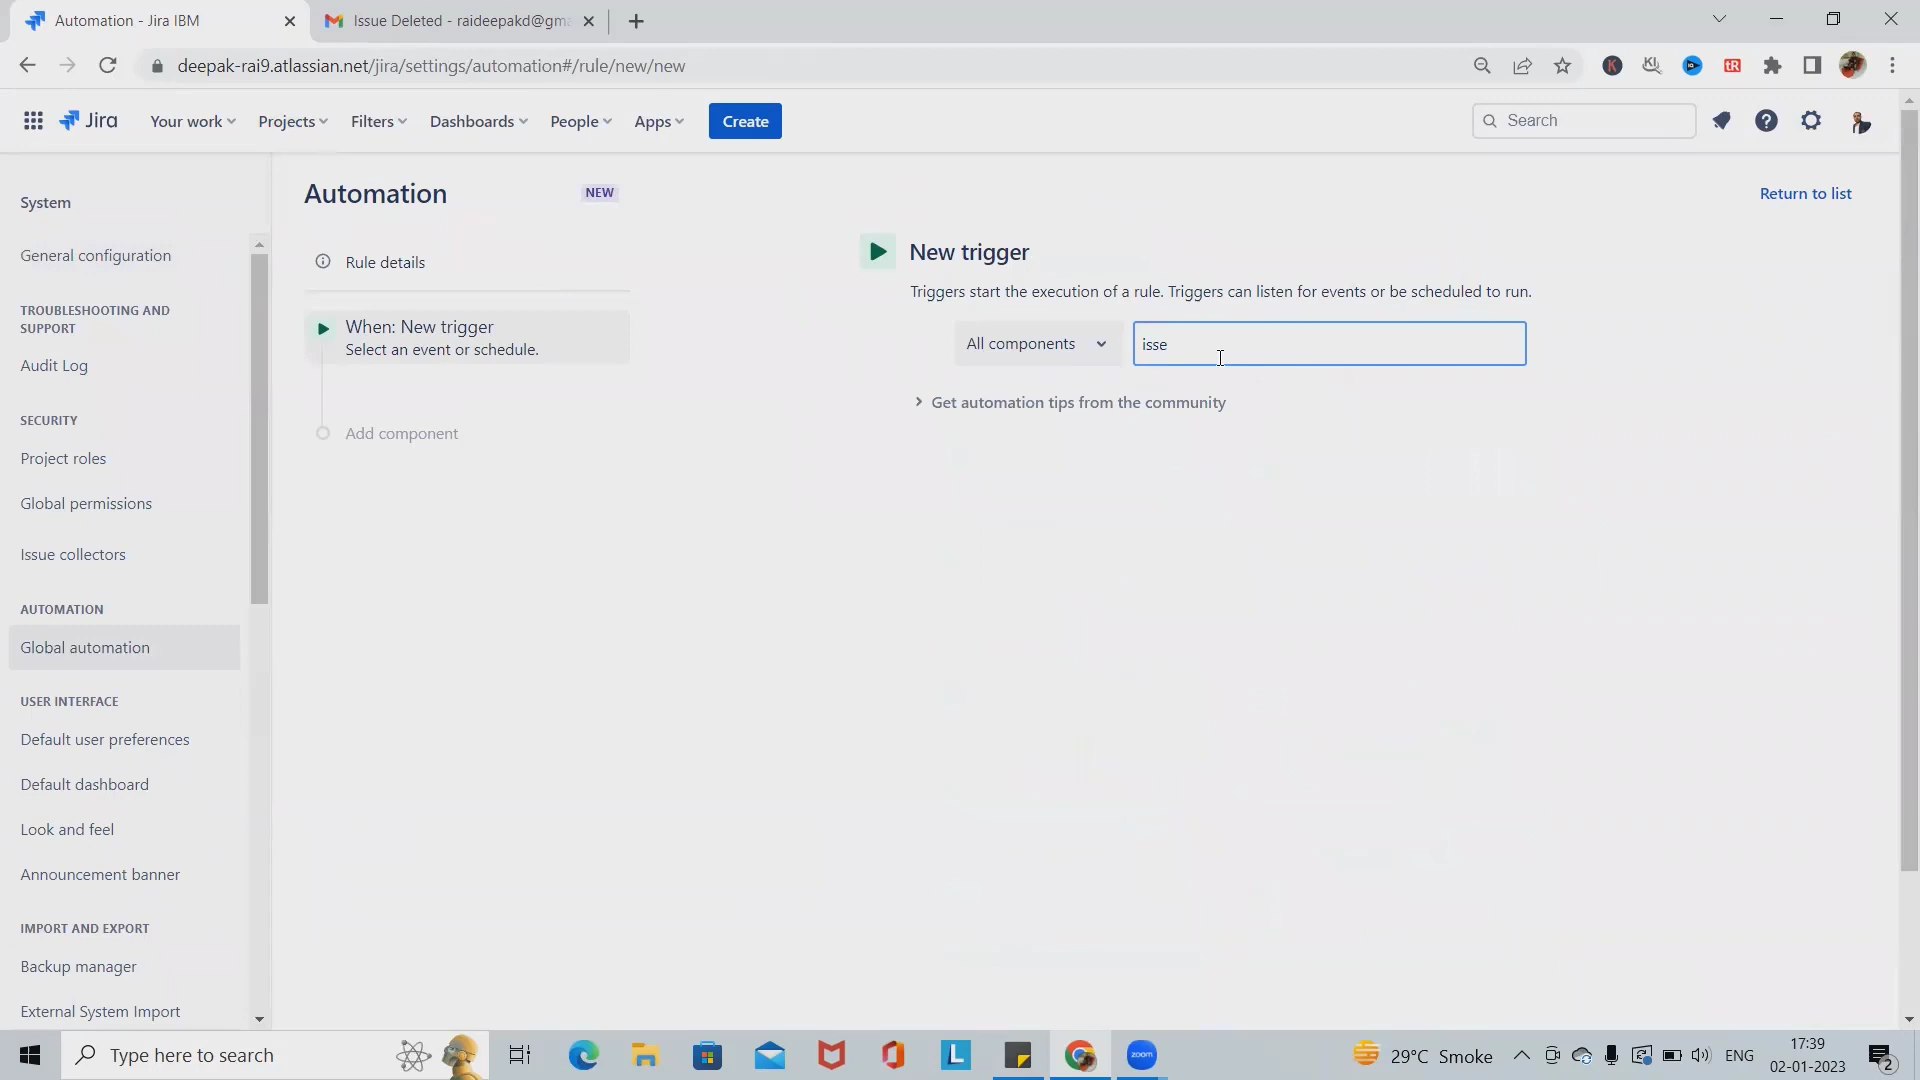 Automation - Jira IBM
Issue Deleted - raideepakd@gma
deepak-rai9.atlassian.net/jira/settings/automation#/rule/new/new
Jira
Your work
Projects
Filters
Dashboards
People
Apps
Create
Search
System
General configuration
TROUBLESHOOTING AND
SUPPORT
Audit Log
SECURITY
Project roles
Global permissions
Issue collectors
AUTOMATION
Global automation
USER INTERFACE
Default user preferences
Default dashboard
Look and feel
Announcement banner
IMPORT AND EXPORT
Backup manager
External System Import
Automation
NEW
Return to list
Rule details
When: New trigger
Select an event or schedule.
Add component
New trigger
Triggers start the execution of a rule. Triggers can listen for events or be scheduled to run.
All components
isse
Get automation tips from the community
Type here to search
zoom
29°C Smoke
ENG
17:39
02-01-2023
2